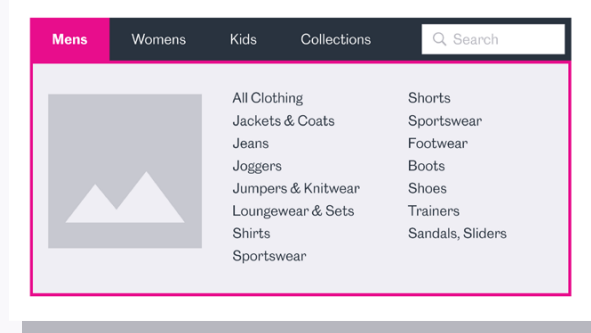 Mens Womens Kids Collections Search
All Clothing
Jackets & Coats
Jeans
Joggers
Jumpers & Knitwear
Loungewear & Sets
Shirts
Sportswear
Shorts
Sportswear
Footwear
Boots
Shoes
Trainers
Sandals, Sliders